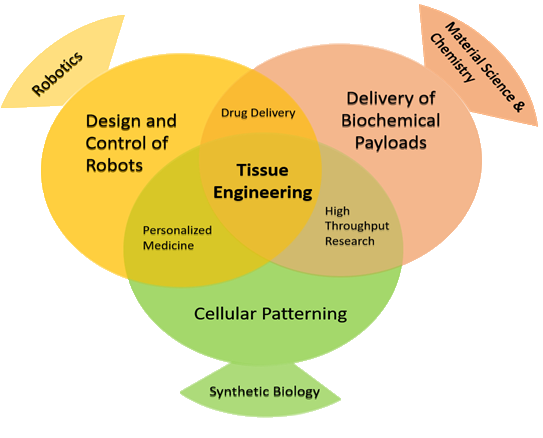 Robotics
Material Science &
Chemistry
Design and
Control of
Robots
Drug Delivery
Delivery of
Biochemical
Payloads
Tissue
Engineering
Personalized
Medicine
High
Throughput
Research
Cellular Patterning
Synthetic Biology